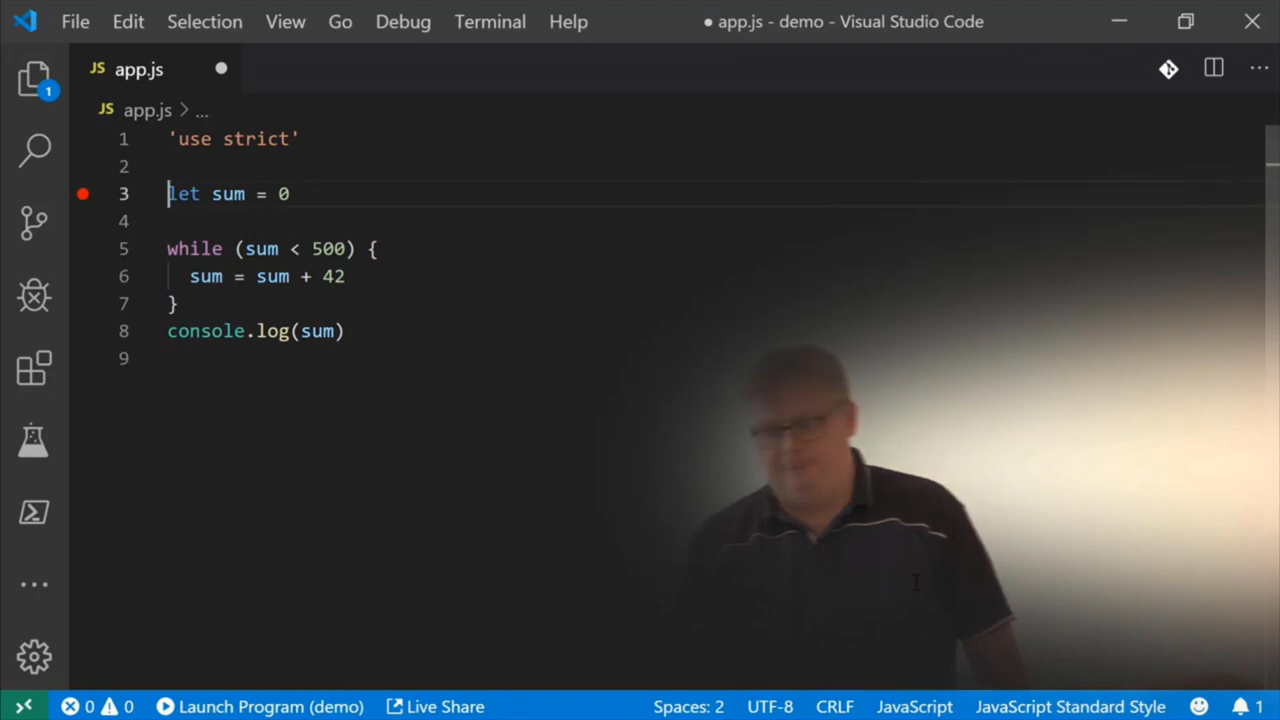 File Edit Selection View Go Debug Terminal Help ● app.js - demo - Visual Studio Code
JS app.js ●
JS app.js > ...
1 'use strict'
2
3 let sum = 0
4
5 while (sum < 500) {
6   sum = sum + 42
7 }
8 console.log(sum)
9
1
0 0 Launch Program (demo) Live Share Spaces: 2 UTF-8 CRLF JavaScript JavaScript Standard Style 1